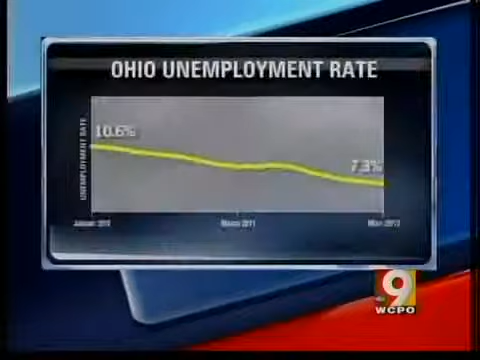 OHIO UNEMPLOYMENT RATE
UNEMPLOYMENT RATE
10.6%
7.3%
9
WCPO